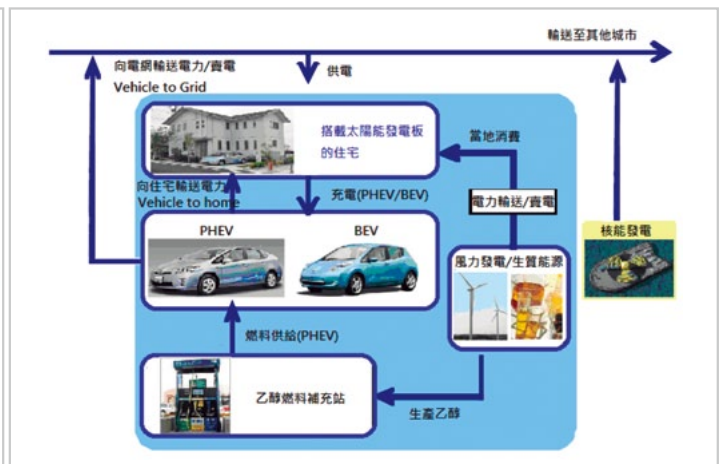 輸送至其他城市
向電網輸送電力/賣電
Vehicle to Grid
供電
搭載太陽能發電板
的住宅
當地消費
向住宅輸送電力
Vehicle to home
充電(PHEV/BEV)
電力輸送/賣電
PHEV
BEV
風力發電/生質能源
核能發電
燃料供給(PHEV)
乙醇燃料補充站
生產乙醇